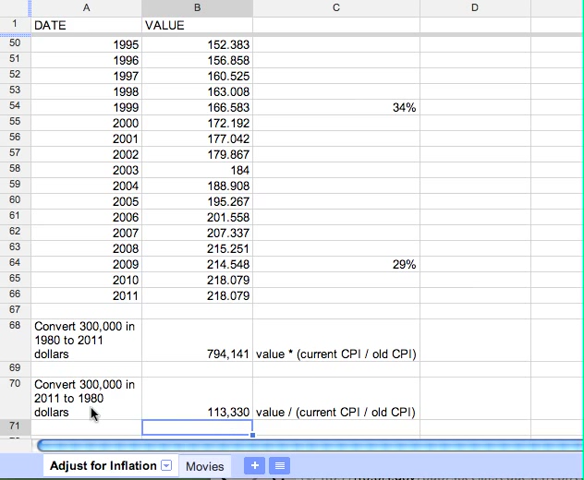 A B C D
1 DATE VALUE
50 1995 152.383
51 1996 156.858
52 1997 160.525
53 1998 163.008
54 1999 166.583 34%
55 2000 172.192
56 2001 177.042
57 2002 179.867
58 2003 184
59 2004 188.908
60 2005 195.267
61 2006 201.558
62 2007 207.337
63 2008 215.251
64 2009 214.548 29%
65 2010 218.079
66 2011 218.079
67
68 Convert 300,000 in
1980 to 2011
dollars 794,141 value * (current CPI / old CPI)
69
70 Convert 300,000 in
2011 to 1980
dollars 113,330 value / (current CPI / old CPI)
71
Adjust for Inflation Movies